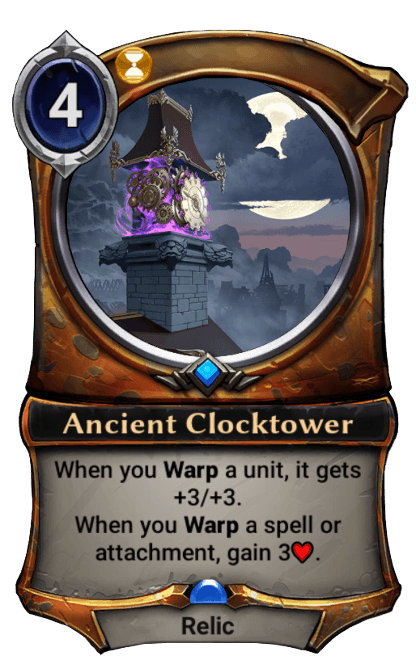 4
Ancient Clocktower
When you Warp a unit, it gets
+3/+3.
When you Warp a spell or
attachment, gain 3❤.
Relic